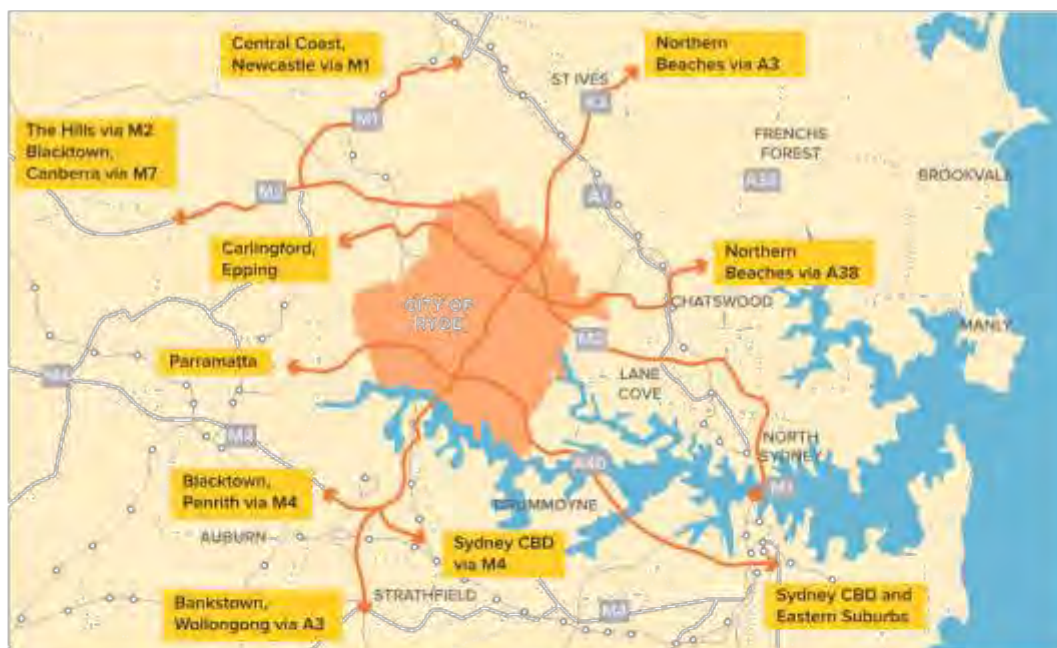 Central Coast,
Newcastle via M1
Northern
Beaches via A3
ST IVES
A3
M1
The Hills via M2
Blacktown,
Canberra via M7
FRENCHS
FOREST
A38
BROOKVALE
M2
A1
Carlingford,
Epping
Northern
Beaches via A38
CHATSWOOD
CITY OF
RYDE
MANLY
M2
Parramatta
LANE
COVE
M4
NORTH
SYDNEY
A40
M1
Blacktown,
Penrith via M4
DRUMMOYNE
AUBURN
Sydney CBD
via M4
STRATHFIELD
Bankstown,
Wollongong via A3
Sydney CBD and
Eastern Suburbs